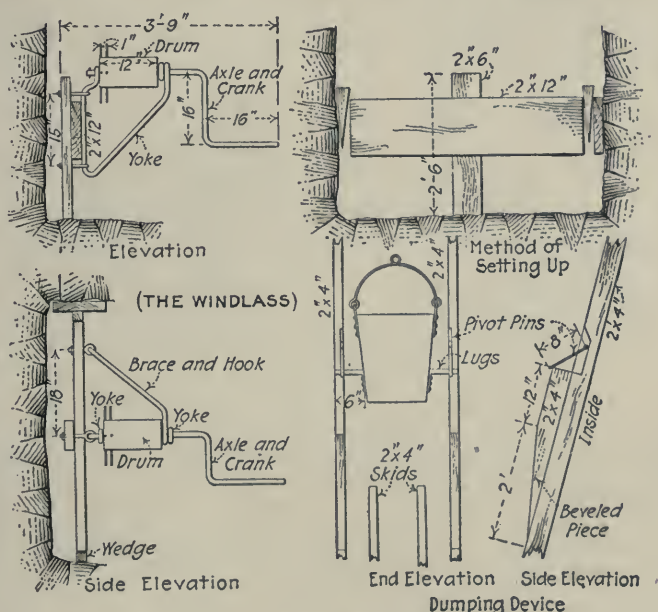 3'-9"
1"
Drum
12"
Axle and
Crank
16"
16"
15"
2"x12"
Yoke
Elevation
2"x6"
2"x12"
2'-6"
Method of
Setting Up
(THE WINDLASS)
Brace and Hook
18
Yoke
Yoke
Drum
Axle and
Crank
Wedge
Side Elevation
2"x4"
2"x4"
Pivot Pins
Lugs
6"
2"x4"
Skids
End Elevation
8"
2"x4"
12"
2"x4"
Inside
2'
Beveled
Piece
Side Elevation
Dumping Device